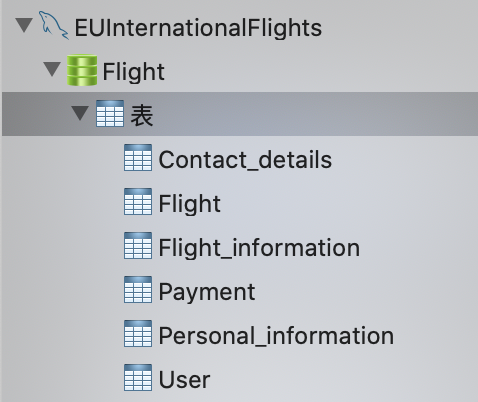 EUInternationalFlights
Flight
表
Contact_details
Flight
Flight_information
Payment
Personal_information
User